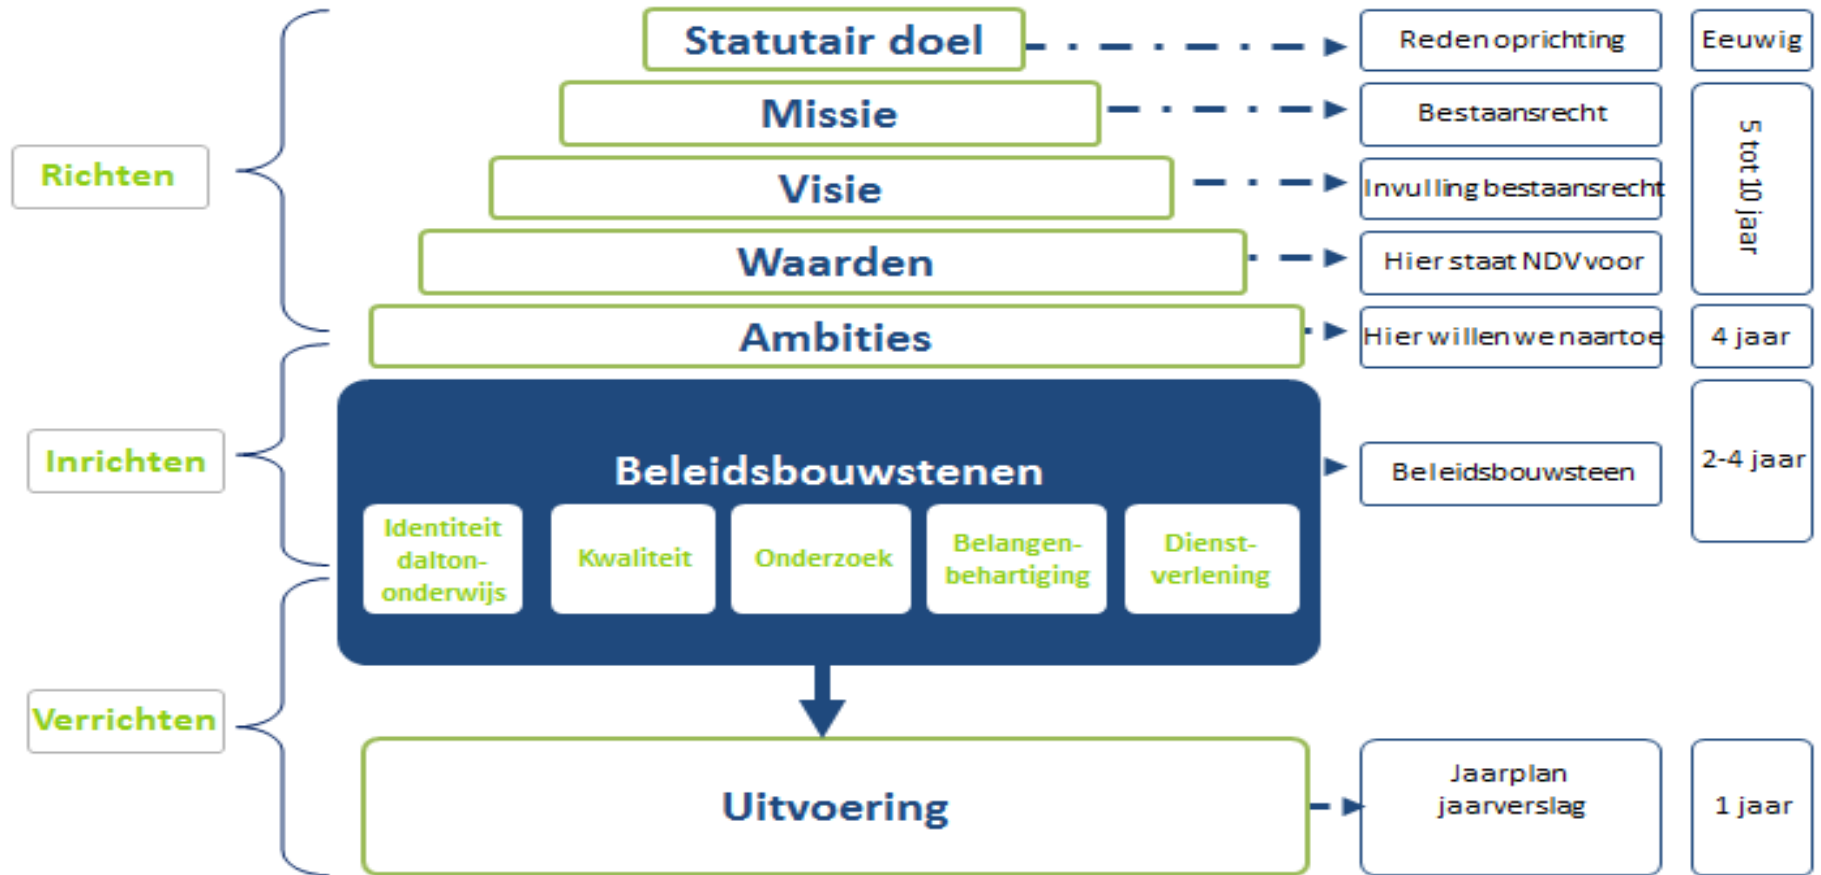 Statutair doel
Reden oprichting
Eeuwig
Missie
Bestaansrecht
5 tot 10 jaar
Richten
Visie
Invulling bestaansrecht
Waarden
Hier staat NDV voor
Ambities
Hier willen we naartoe
4 jaar
Inrichten
Beleidsbouwstenen
Beleidsbouwsteen
2-4 jaar
Identiteit
dalton-
onderwijs
Kwaliteit
Onderzoek
Belangen-
behartiging
Dienst-
verlening
Verrichten
Uitvoering
Jaarplan
jaarverslag
1 jaar